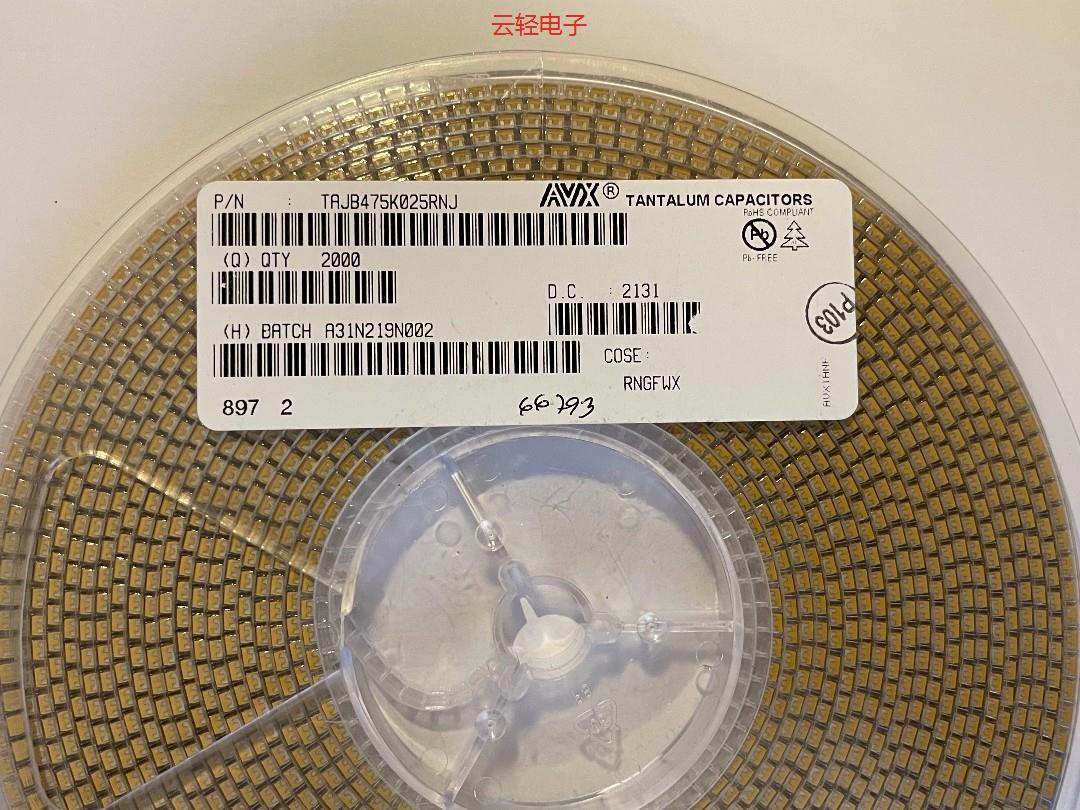 云轻电子
P/N : TAJB475K025RNJ
AVX® TANTALUM CAPACITORS
RoHS COMPLIANT
Pb
Pb-FREE
(Q) QTY 2000
D.C. : 2131
P103
(H) BATCH A31N219N002
COSE:
RNGFWX
897 2
66793